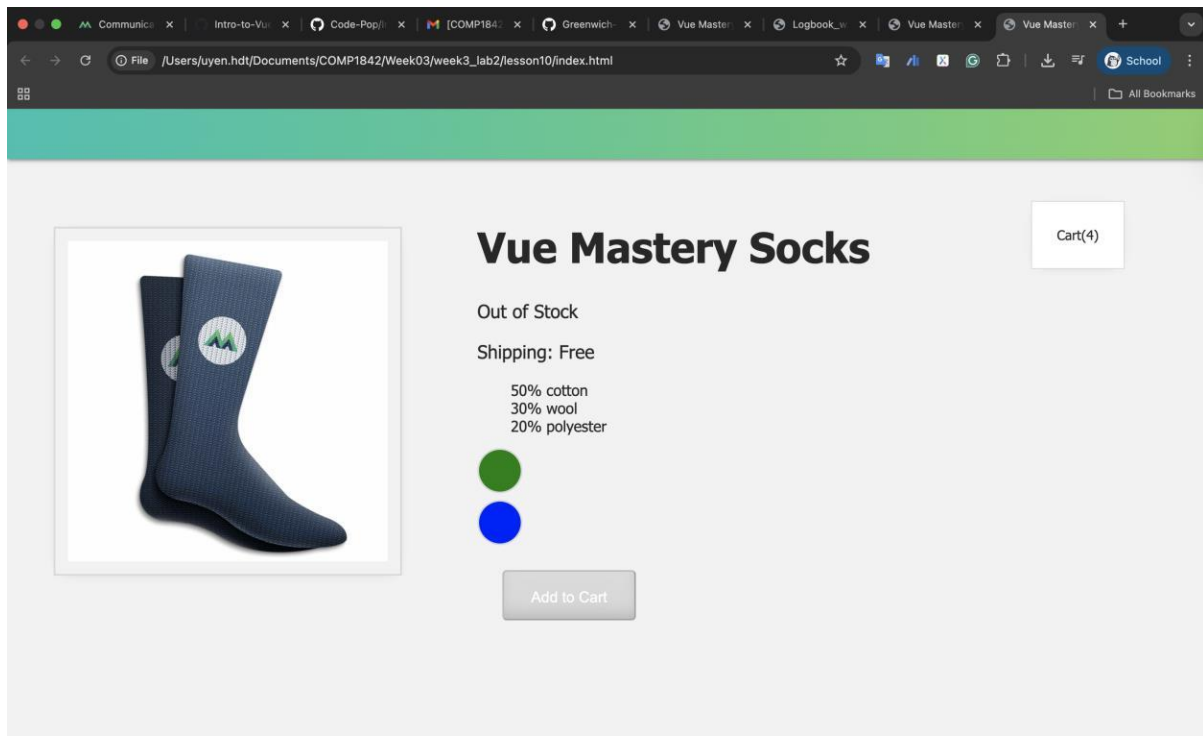 Communica
Intro-to-Vue
Code-Pop/I
[COMP1842
Greenwich-
Vue Master
Logbook_w
Vue Master
Vue Master
File
/Users/uyen.hdt/Documents/COMP1842/Week03/week3_lab2/lesson10/index.html
School
All Bookmarks
Cart(4)
Vue Mastery Socks
Out of Stock
Shipping: Free
50% cotton
30% wool
20% polyester
Add to Cart